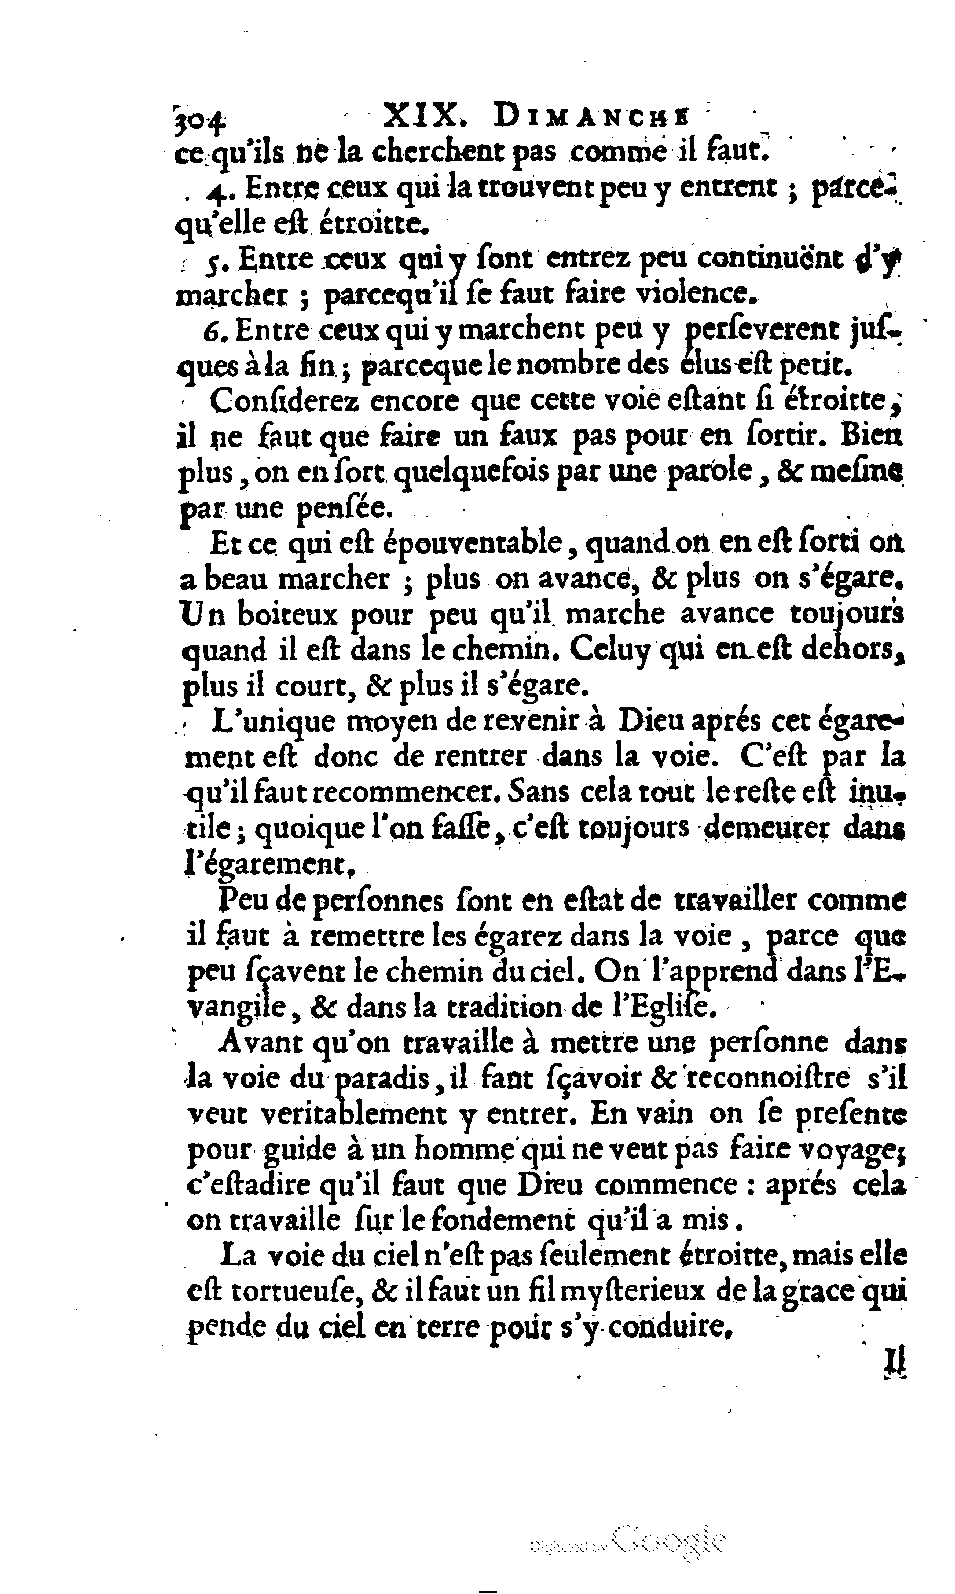 304 XIX. DIMANCHE
ce qu'ils ne la cherchent pas comme il faut.
4. Entre ceux qui la trouvent peu y entrent ; parce-
qu'elle eſt étroitte.
5. Entre ceux qui y ſont entrez peu continuënt d'y
marcher ; parcequ'il ſe faut faire violence.
6. Entre ceux qui y marchent peu y perſeverent juſ-
ques à la fin ; parceque le nombre des élus eſt petit.
Conſiderez encore que cette voie eſtant ſi étroitte,
il ne faut que faire un faux pas pour en ſortir. Bien
plus, on en ſort quelquefois par une parole, & meſme
par une penſée.
Et ce qui eſt épouventable, quand on en eſt ſorti on
a beau marcher ; plus on avance, & plus on s'égare.
Un boiteux pour peu qu'il marche avance toujours
quand il eſt dans le chemin. Celuy qui en eſt dehors,
plus il court, & plus il s'égare.
L'unique moyen de revenir à Dieu aprés cet égare-
ment eſt donc de rentrer dans la voie. C'eſt par la
qu'il faut recommencer. Sans cela tout le reſte eſt inu-
tile ; quoique l'on faſſe, c'eſt toujours demeurer dans
l'égarement.
Peu de perſonnes ſont en eſtat de travailler comme
il faut à remettre les égarez dans la voie, parce que
peu ſçavent le chemin du ciel. On l'apprend dans l'E-
vangile, & dans la tradition de l'Egliſe.
Avant qu'on travaille à mettre une perſonne dans
la voie du paradis, il faut ſçavoir & reconnoiſtre s'il
veut veritablement y entrer. En vain on ſe preſente
pour guide à un homme qui ne veut pas faire voyage;
c'eſtadire qu'il faut que Dieu commence : aprés cela
on travaille ſur le fondement qu'il a mis.
La voie du ciel n'eſt pas ſeulement étroitte, mais elle
eſt tortueuſe, & il faut un fil myſterieux de la grace qui
pende du ciel en terre pour s'y conduire.
Il
Digitized by Google